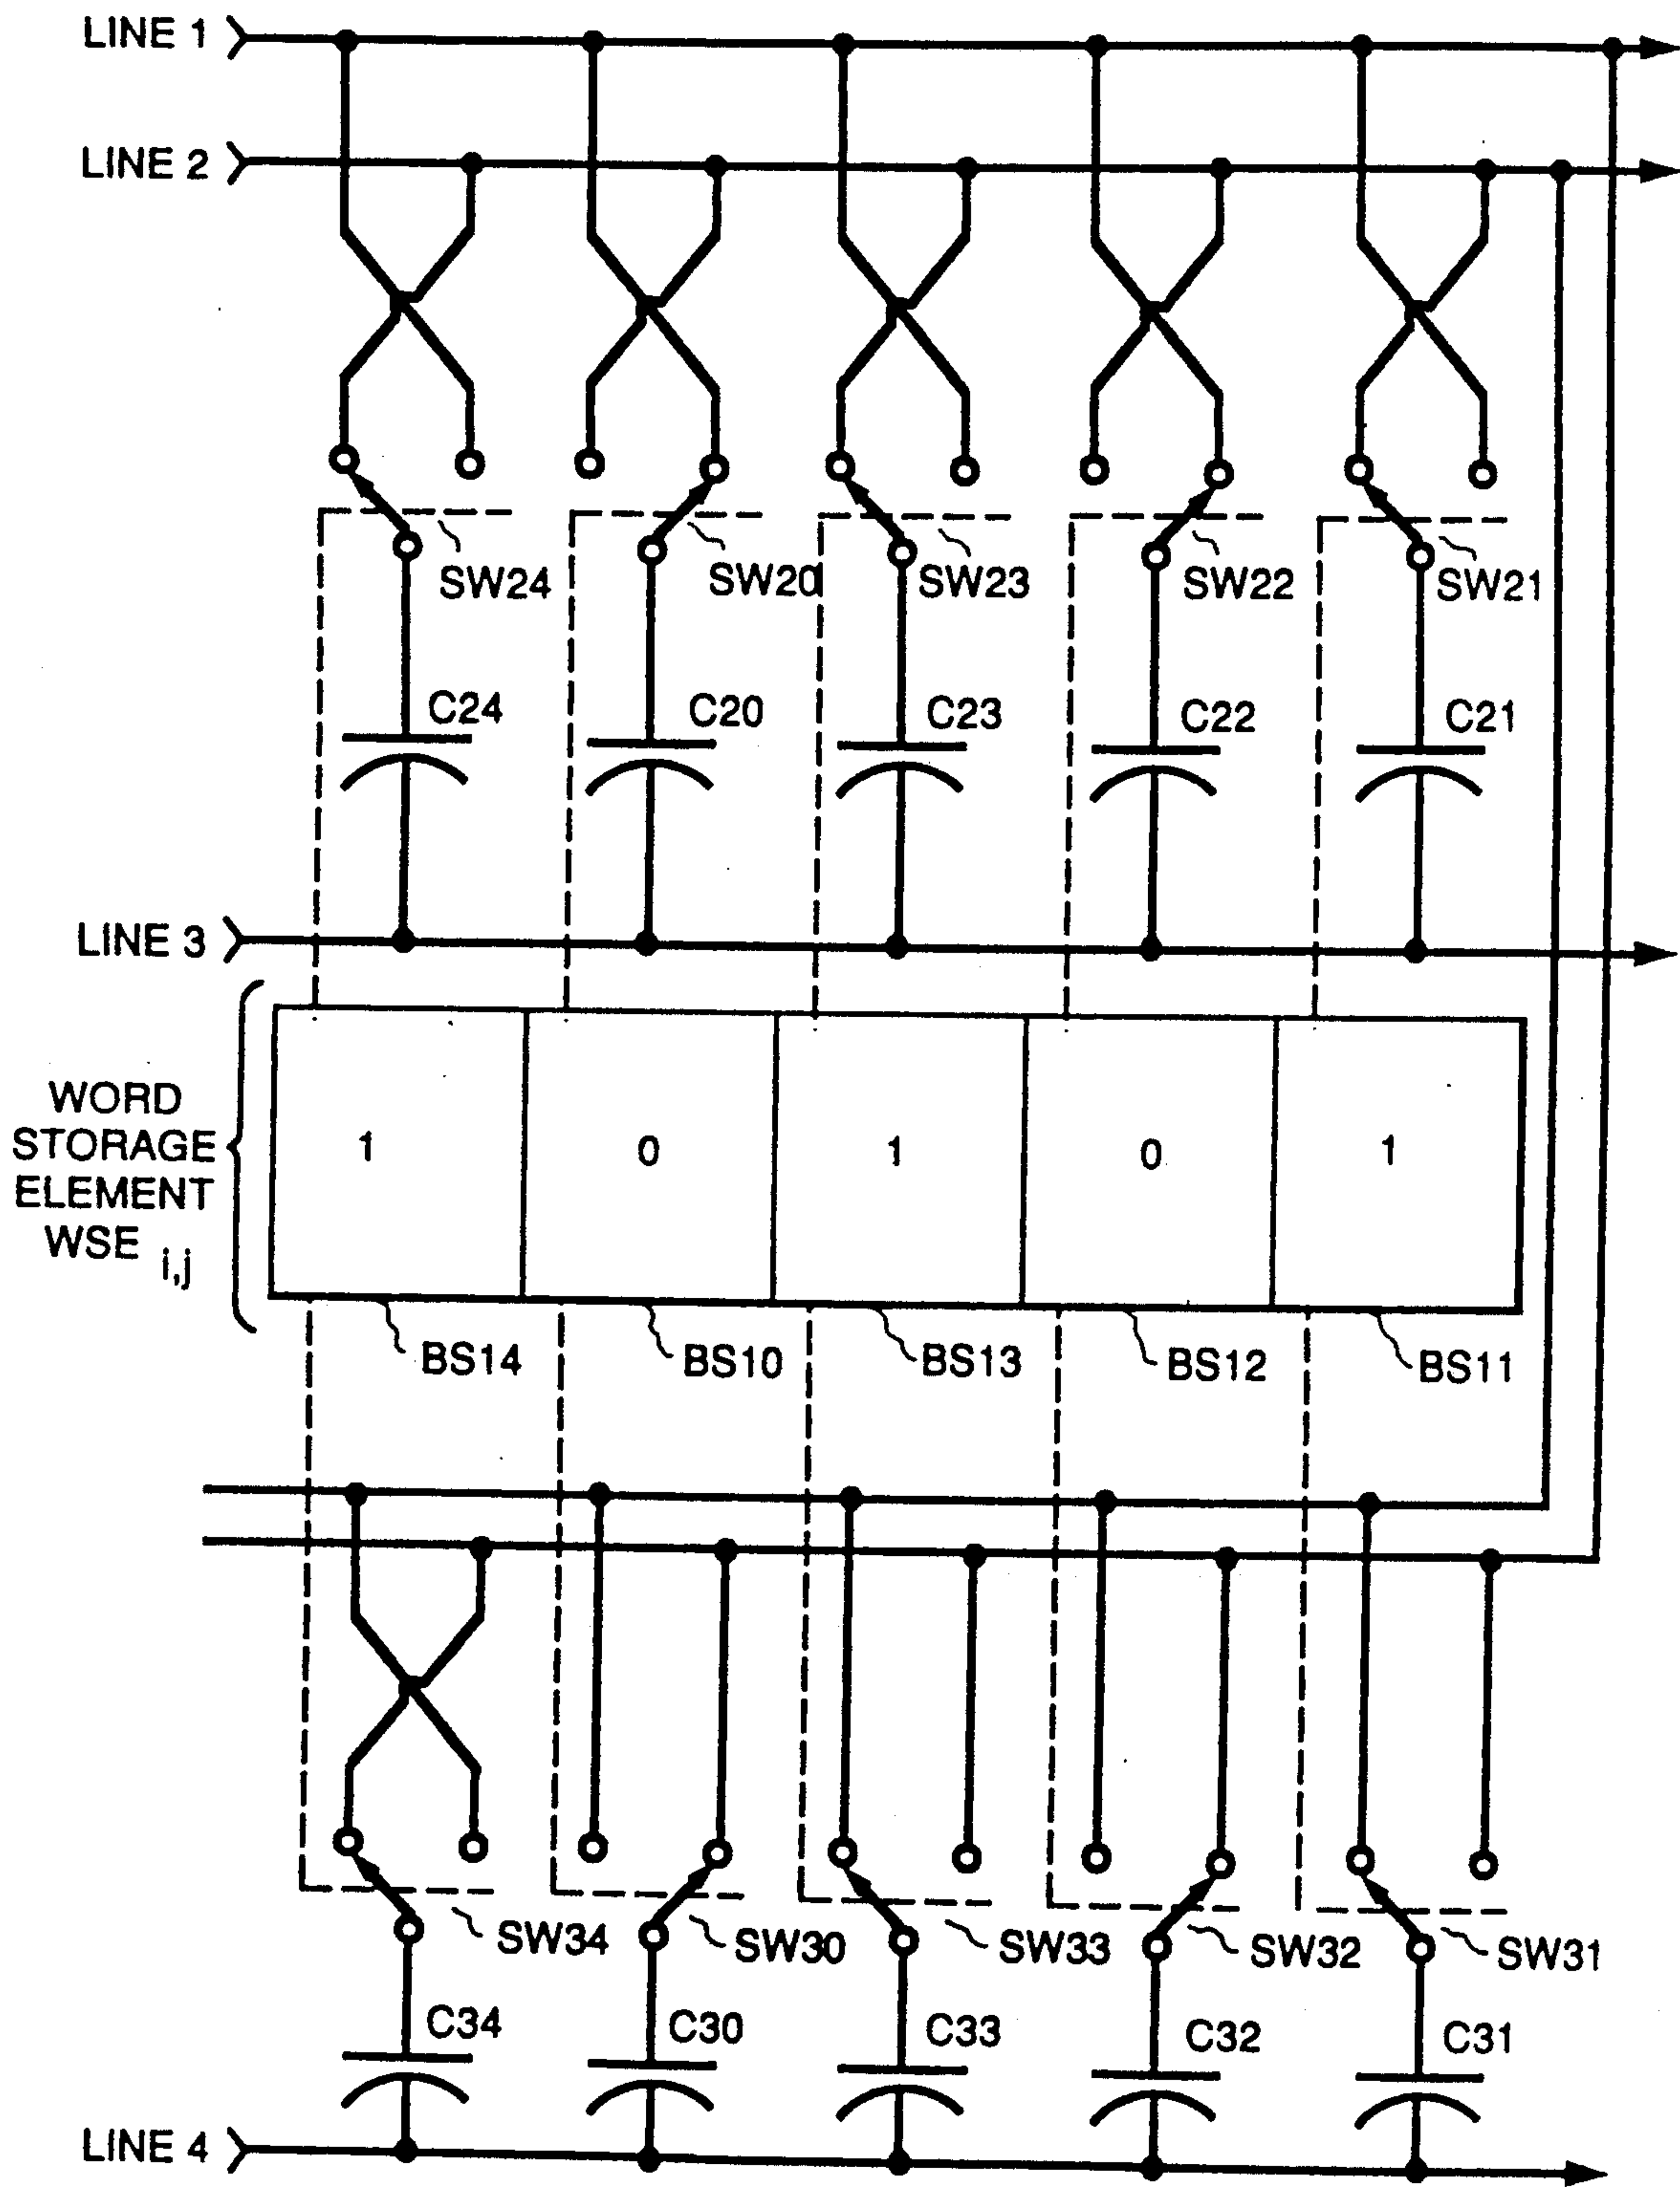 LINE 1
LINE 2
SW24 SW20 SW23 SW22 SW21
C24 C20 C23 C22 C21
LINE 3
WORD
STORAGE
ELEMENT
WSE i,j
1 0 1 0 1
BS14 BS10 BS13 BS12 BS11
SW34 SW30 SW33 SW32 SW31
C34 C30 C33 C32 C31
LINE 4